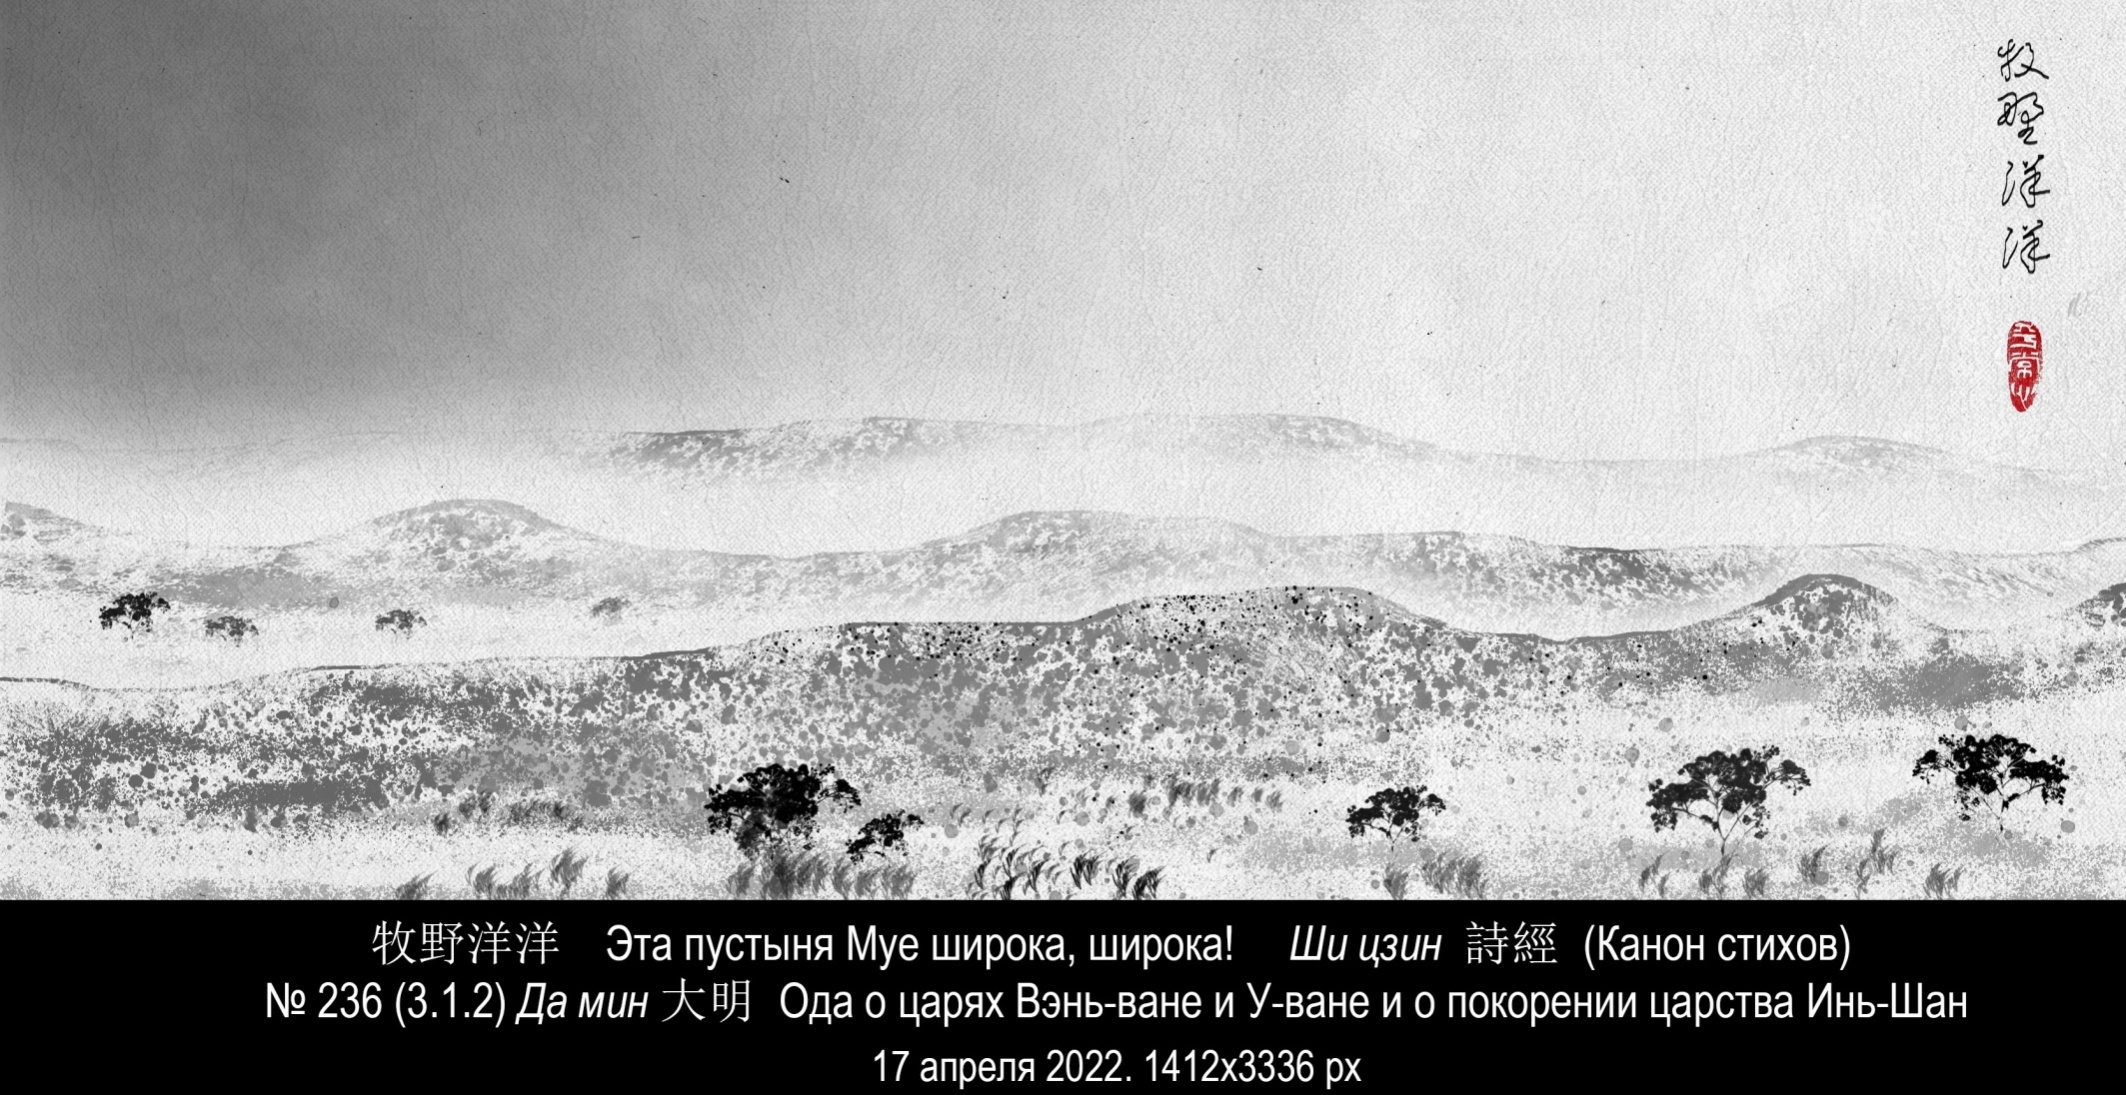 牧野洋洋
牧野洋洋 Эта пустыня Муе широка, широка! Ши цзин 詩經 (Канон стихов)
№ 236 (3.1.2) Да мин 大明 Ода о царях Вэнь-ване и У-ване и о покорении царства Инь-Шан
17 апреля 2022. 1412x3336 px